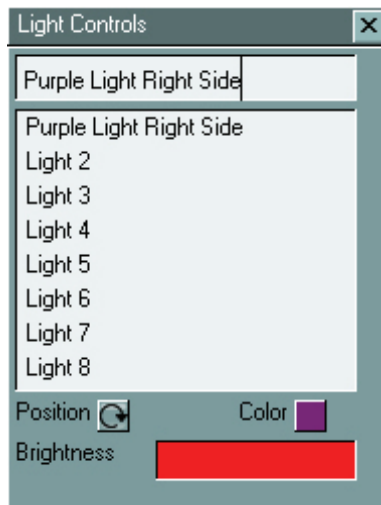 Light Controls
Purple Light Right Side
Purple Light Right Side
Light 2
Light 3
Light 4
Light 5
Light 6
Light 7
Light 8
Position Color
Brightness